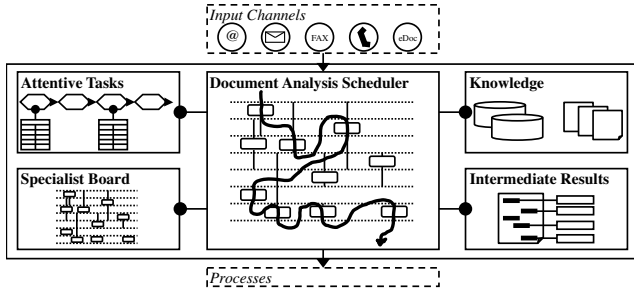 Input Channels
@ FAX eDoc
Attentive Tasks
Document Analysis Scheduler
Knowledge
Specialist Board
Intermediate Results
Processes